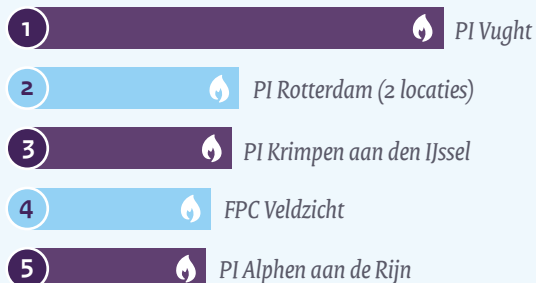 1 PI Vught
2 PI Rotterdam (2 locaties)
3 PI Krimpen aan den IJssel
4 FPC Veldzicht
5 PI Alphen aan de Rijn